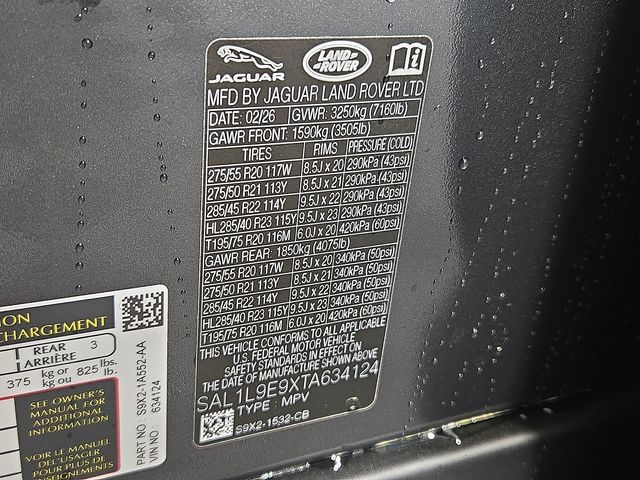 JAGUAR
LAND ROVER
MFD BY JAGUAR LAND ROVER LTD
DATE: 02/26 GVWR: 3250kg (7160lb)
GAWR FRONT: 1590kg (3505lb)
TIRES RIMS PRESSURE (COLD)
275/55 R20 117W 8.5J x 20 290kPa (43psi)
275/50 R21 113Y 8.5J x 21 290kPa (43psi)
285/45 R22 114Y 9.5J x 22 290kPa (43psi)
HL285/40 R23 115Y 9.5J x 23 290kPa (43psi)
T195/75 R20 116M 6.0J x 20 420kPa (60psi)
GAWR REAR: 1850kg (4075lb)
275/55 R20 117W 8.5J x 20 340kPa (50psi)
275/50 R21 113Y 8.5J x 21 340kPa (50psi)
285/45 R22 114Y 9.5J x 22 340kPa (50psi)
HL285/40 R23 115Y 9.5J x 23 340kPa (50psi)
T195/75 R20 116M 6.0J x 20 420kPa (60psi)
THIS VEHICLE CONFORMS TO ALL APPLICABLE
U.S. FEDERAL MOTOR VEHICLE
SAFETY STANDARDS IN EFFECT
ON THE DATE OF MANUFACTURE SHOWN ABOVE
SAL1L9E9XTA634124
TYPE : MPV
S9X2-1532-CB
ION
CHARGEMENT
REAR 3
ARRIÈRE
375 kg or 825 lbs.
kg ou lb.
SEE OWNER'S
MANUAL FOR
ADDITIONAL
INFORMATION
VOIR LE MANUEL
DEL'USAGER
POUR PLUS DE
PART NO. S9X2-1A552-AA
VIN NO 634124